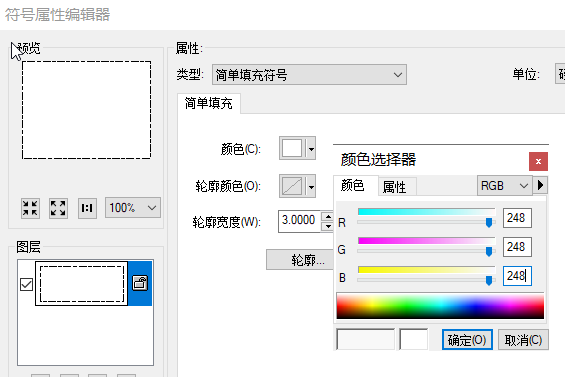 符号属性编辑器
预览
属性:
类型: 简单填充符号
单位:
简单填充
颜色(C):
轮廓颜色(O):
轮廓宽度(W): 3.0000
轮廓...
100%
图层
颜色选择器
x
颜色 属性 RGB
R 248
G 248
B 248
确定(O) 取消(C)